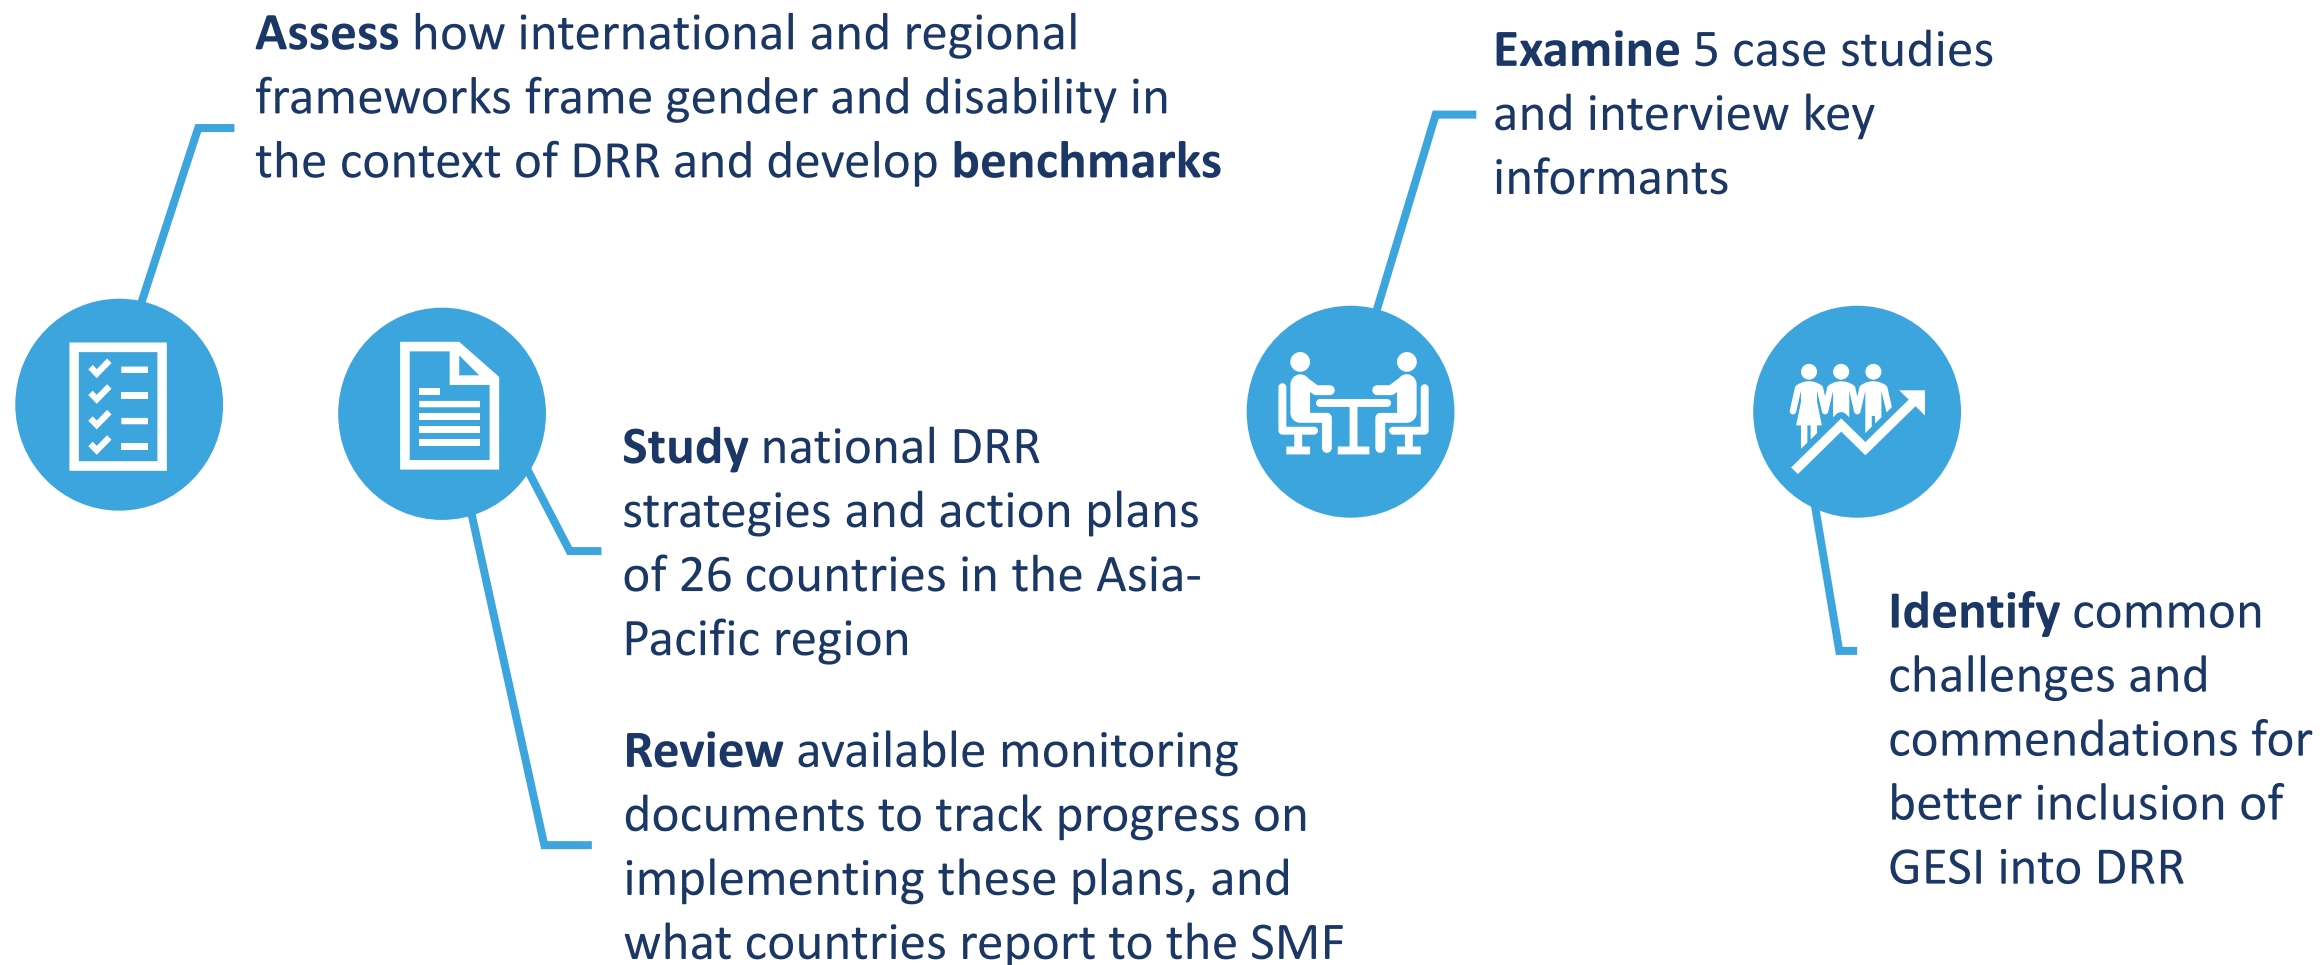 Assess how international and regional
frameworks frame gender and disability in
the context of DRR and develop benchmarks
Study national DRR
strategies and action plans
of 26 countries in the Asia-
Pacific region
Review available monitoring
documents to track progress on
implementing these plans, and
what countries report to the SMF
Examine 5 case studies
and interview key
informants
Identify common
challenges and
commendations for
better inclusion of
GESI into DRR